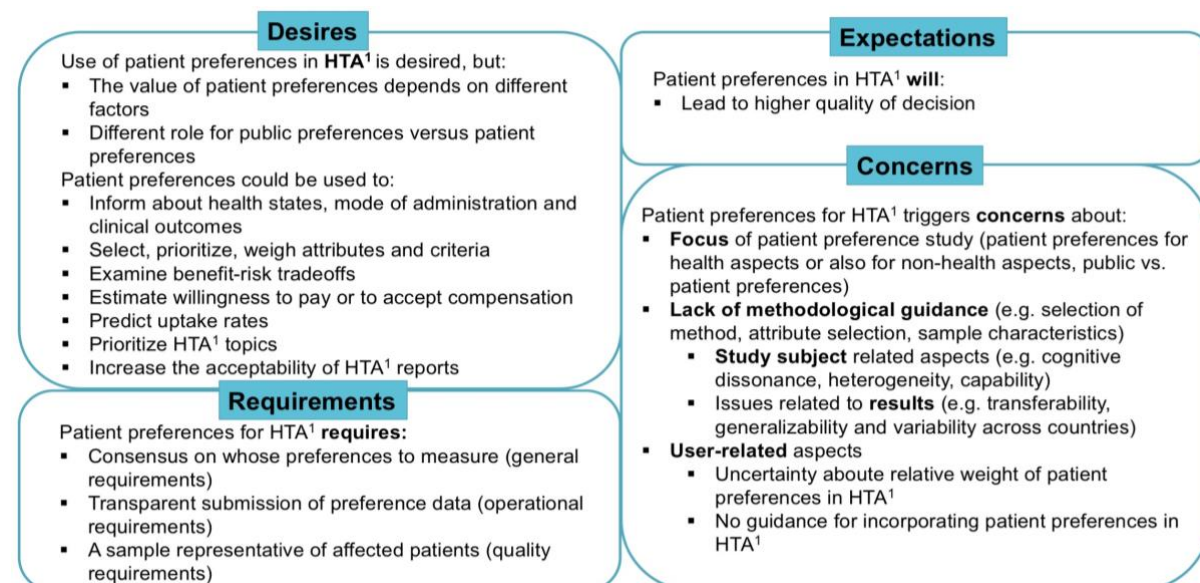 Desires
Use of patient preferences in HTA¹ is desired, but:
▪ The value of patient preferences depends on different
factors
▪ Different role for public preferences versus patient
preferences
Patient preferences could be used to:
▪ Inform about health states, mode of administration and
clinical outcomes
▪ Select, prioritize, weigh attributes and criteria
▪ Examine benefit-risk tradeoffs
▪ Estimate willingness to pay or to accept compensation
▪ Predict uptake rates
▪ Prioritize HTA¹ topics
▪ Increase the acceptability of HTA¹ reports
Requirements
Patient preferences for HTA¹ requires:
▪ Consensus on whose preferences to measure (general
requirements)
▪ Transparent submission of preference data (operational
requirements)
▪ A sample representative of affected patients (quality
requirements)
Expectations
Patient preferences in HTA¹ will:
▪ Lead to higher quality of decision
Concerns
Patient preferences for HTA¹ triggers concerns about:
▪ Focus of patient preference study (patient preferences for
health aspects or also for non-health aspects, public vs.
patient preferences)
▪ Lack of methodological guidance (e.g. selection of
method, attribute selection, sample characteristics)
▪ Study subject related aspects (e.g. cognitive
dissonance, heterogeneity, capability)
▪ Issues related to results (e.g. transferability,
generalizability and variability across countries)
▪ User-related aspects
▪ Uncertainty aboute relative weight of patient
preferences in HTA¹
▪ No guidance for incorporating patient preferences in
HTA¹